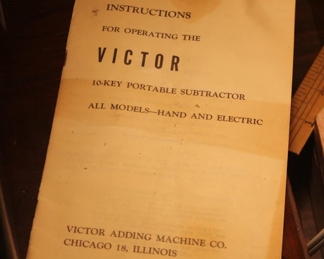 INSTRUCTIONS
FOR OPERATING THE
VICTOR
10-KEY PORTABLE SUBTRACTOR
ALL MODELS—HAND AND ELECTRIC
VICTOR ADDING MACHINE CO.
CHICAGO 18, ILLINOIS